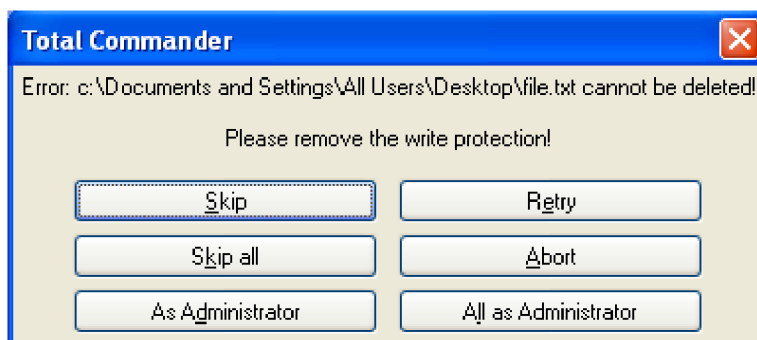 Total Commander
Error: c:\Documents and Settings\All Users\Desktop\file.txt cannot be deleted!
Please remove the write protection!
Skip Retry
Skip all Abort
As Administrator All as Administrator